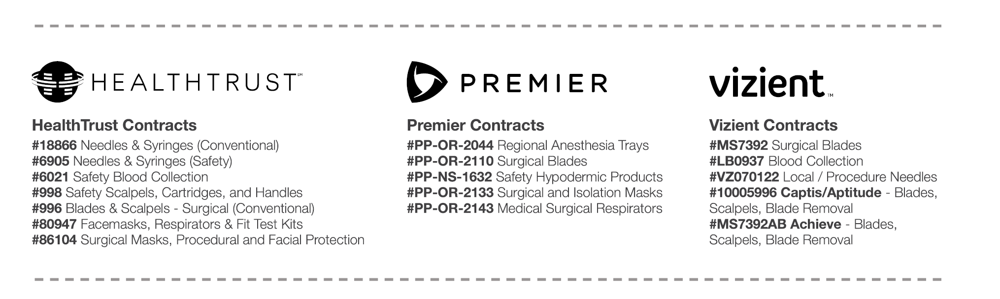 HEALTHTRUST℠
HealthTrust Contracts
#18866 Needles & Syringes (Conventional)
#6905 Needles & Syringes (Safety)
#6021 Safety Blood Collection
#998 Safety Scalpels, Cartridges, and Handles
#996 Blades & Scalpels - Surgical (Conventional)
#80947 Facemasks, Respirators & Fit Test Kits
#86104 Surgical Masks, Procedural and Facial Protection
PREMIER
Premier Contracts
#PP-OR-2044 Regional Anesthesia Trays
#PP-OR-2110 Surgical Blades
#PP-NS-1632 Safety Hypodermic Products
#PP-OR-2133 Surgical and Isolation Masks
#PP-OR-2143 Medical Surgical Respirators
vizient™
Vizient Contracts
#MS7392 Surgical Blades
#LB0937 Blood Collection
#VZ070122 Local / Procedure Needles
#10005996 Captis/Aptitude - Blades,
Scalpels, Blade Removal
#MS7392AB Achieve - Blades,
Scalpels, Blade Removal